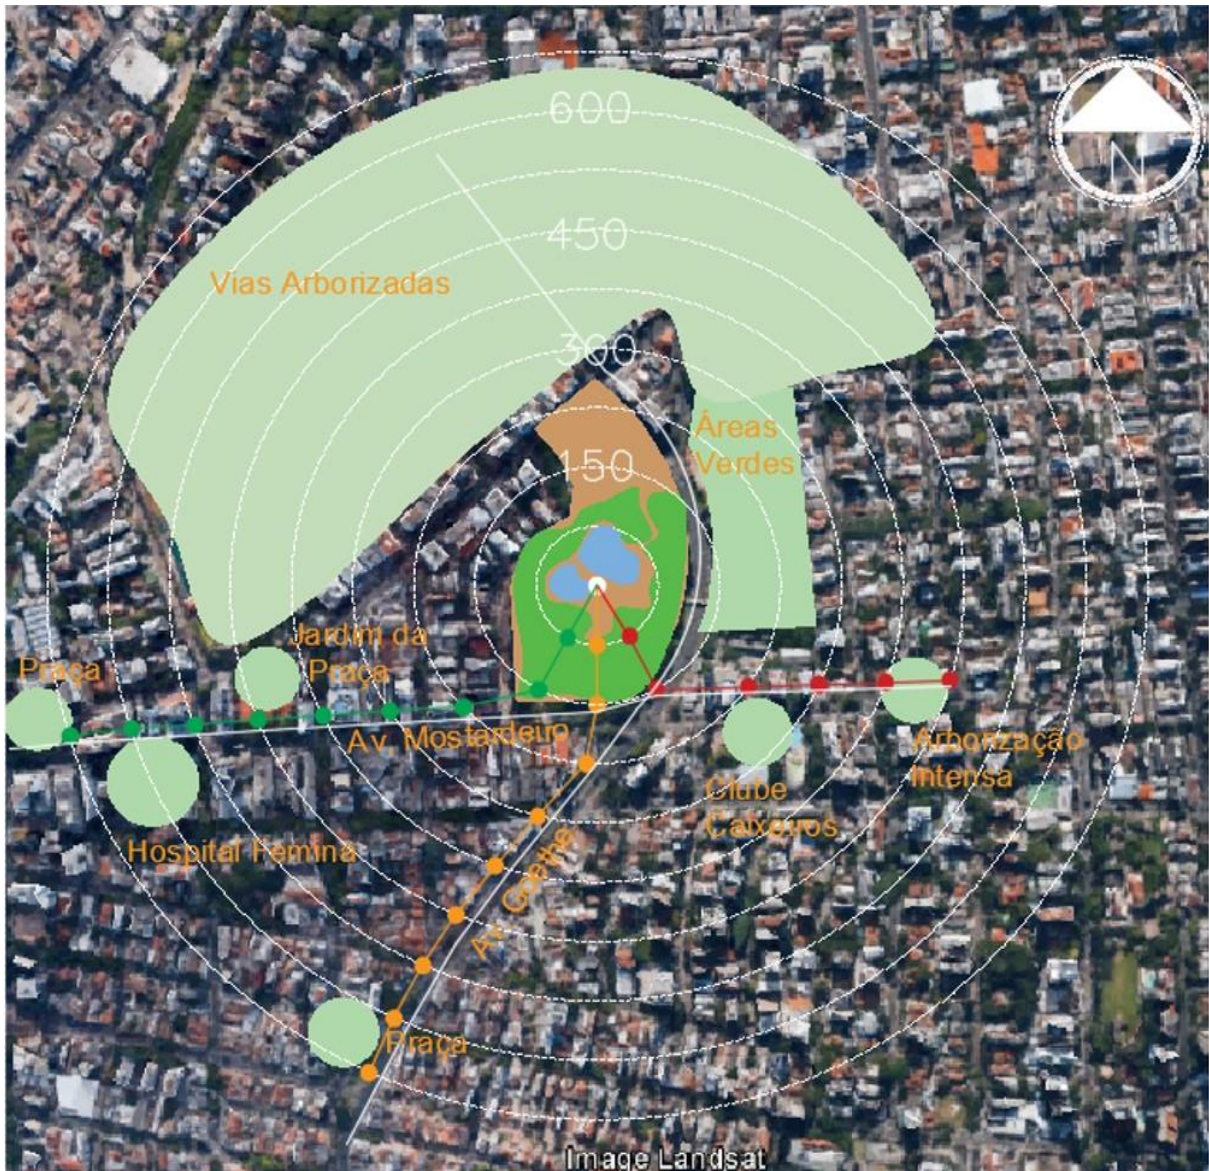 600
N
450
Vias Arborizadas
300
Áreas
Verdes
150
Jardim da
Praça
Praça
Av. Mostardeiro
Arborização
Intensa
Clube
Caixeiros
Hospital Femina
Av. Goethe
Praça
Image Landsat